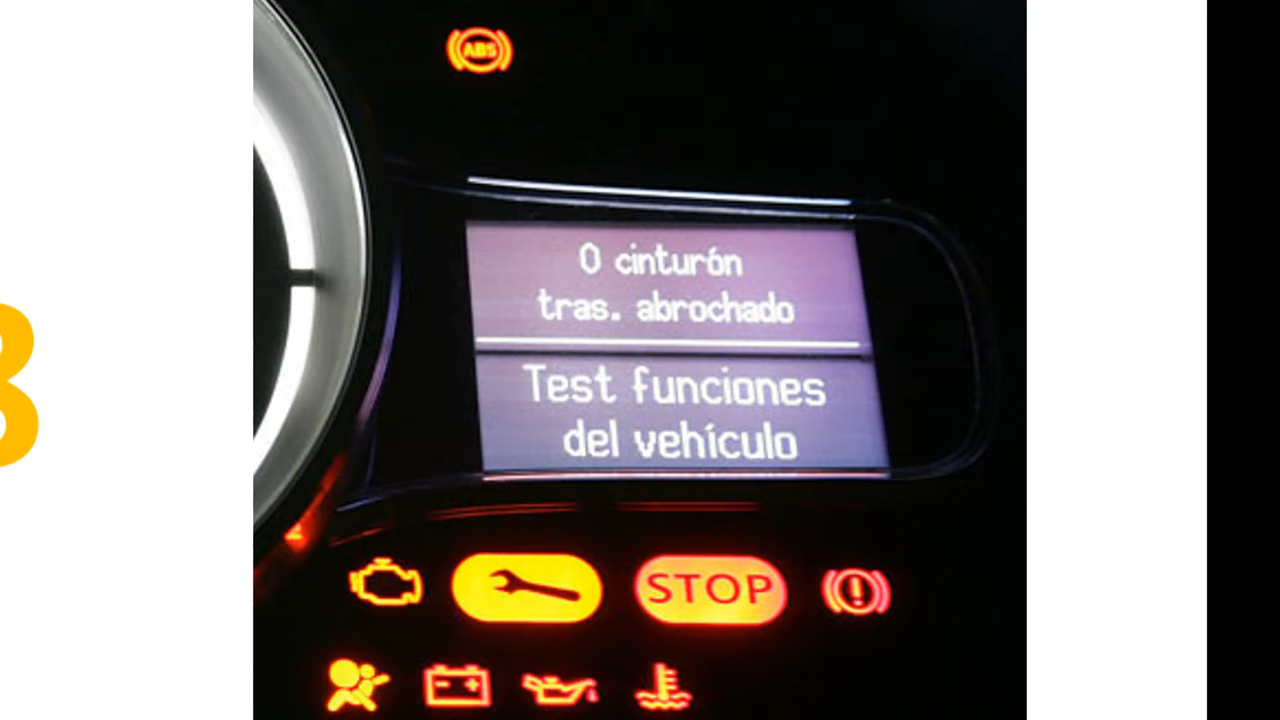 ABS
0 cinturón
tras. abrochado
Test funciones
del vehículo
STOP